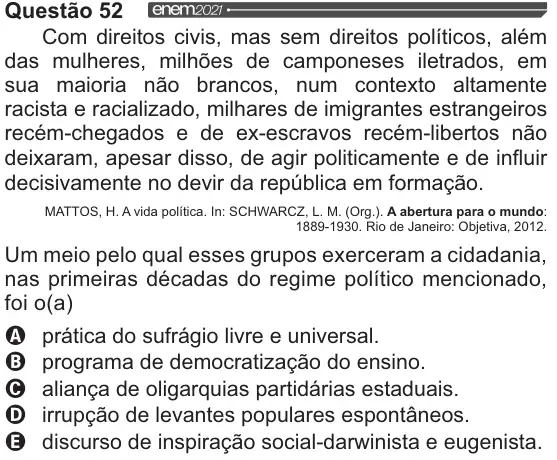 Questão 52 enem2021
Com direitos civis, mas sem direitos políticos, além
das mulheres, milhões de camponeses iletrados, em
sua maioria não brancos, num contexto altamente
racista e racializado, milhares de imigrantes estrangeiros
recém-chegados e de ex-escravos recém-libertos não
deixaram, apesar disso, de agir politicamente e de influir
decisivamente no devir da república em formação.
MATTOS, H. A vida política. In: SCHWARCZ, L. M. (Org.). A abertura para o mundo:
1889-1930. Rio de Janeiro: Objetiva, 2012.
Um meio pelo qual esses grupos exerceram a cidadania,
nas primeiras décadas do regime político mencionado,
foi o(a)
A prática do sufrágio livre e universal.
B programa de democratização do ensino.
C aliança de oligarquias partidárias estaduais.
D irrupção de levantes populares espontâneos.
E discurso de inspiração social-darwinista e eugenista.